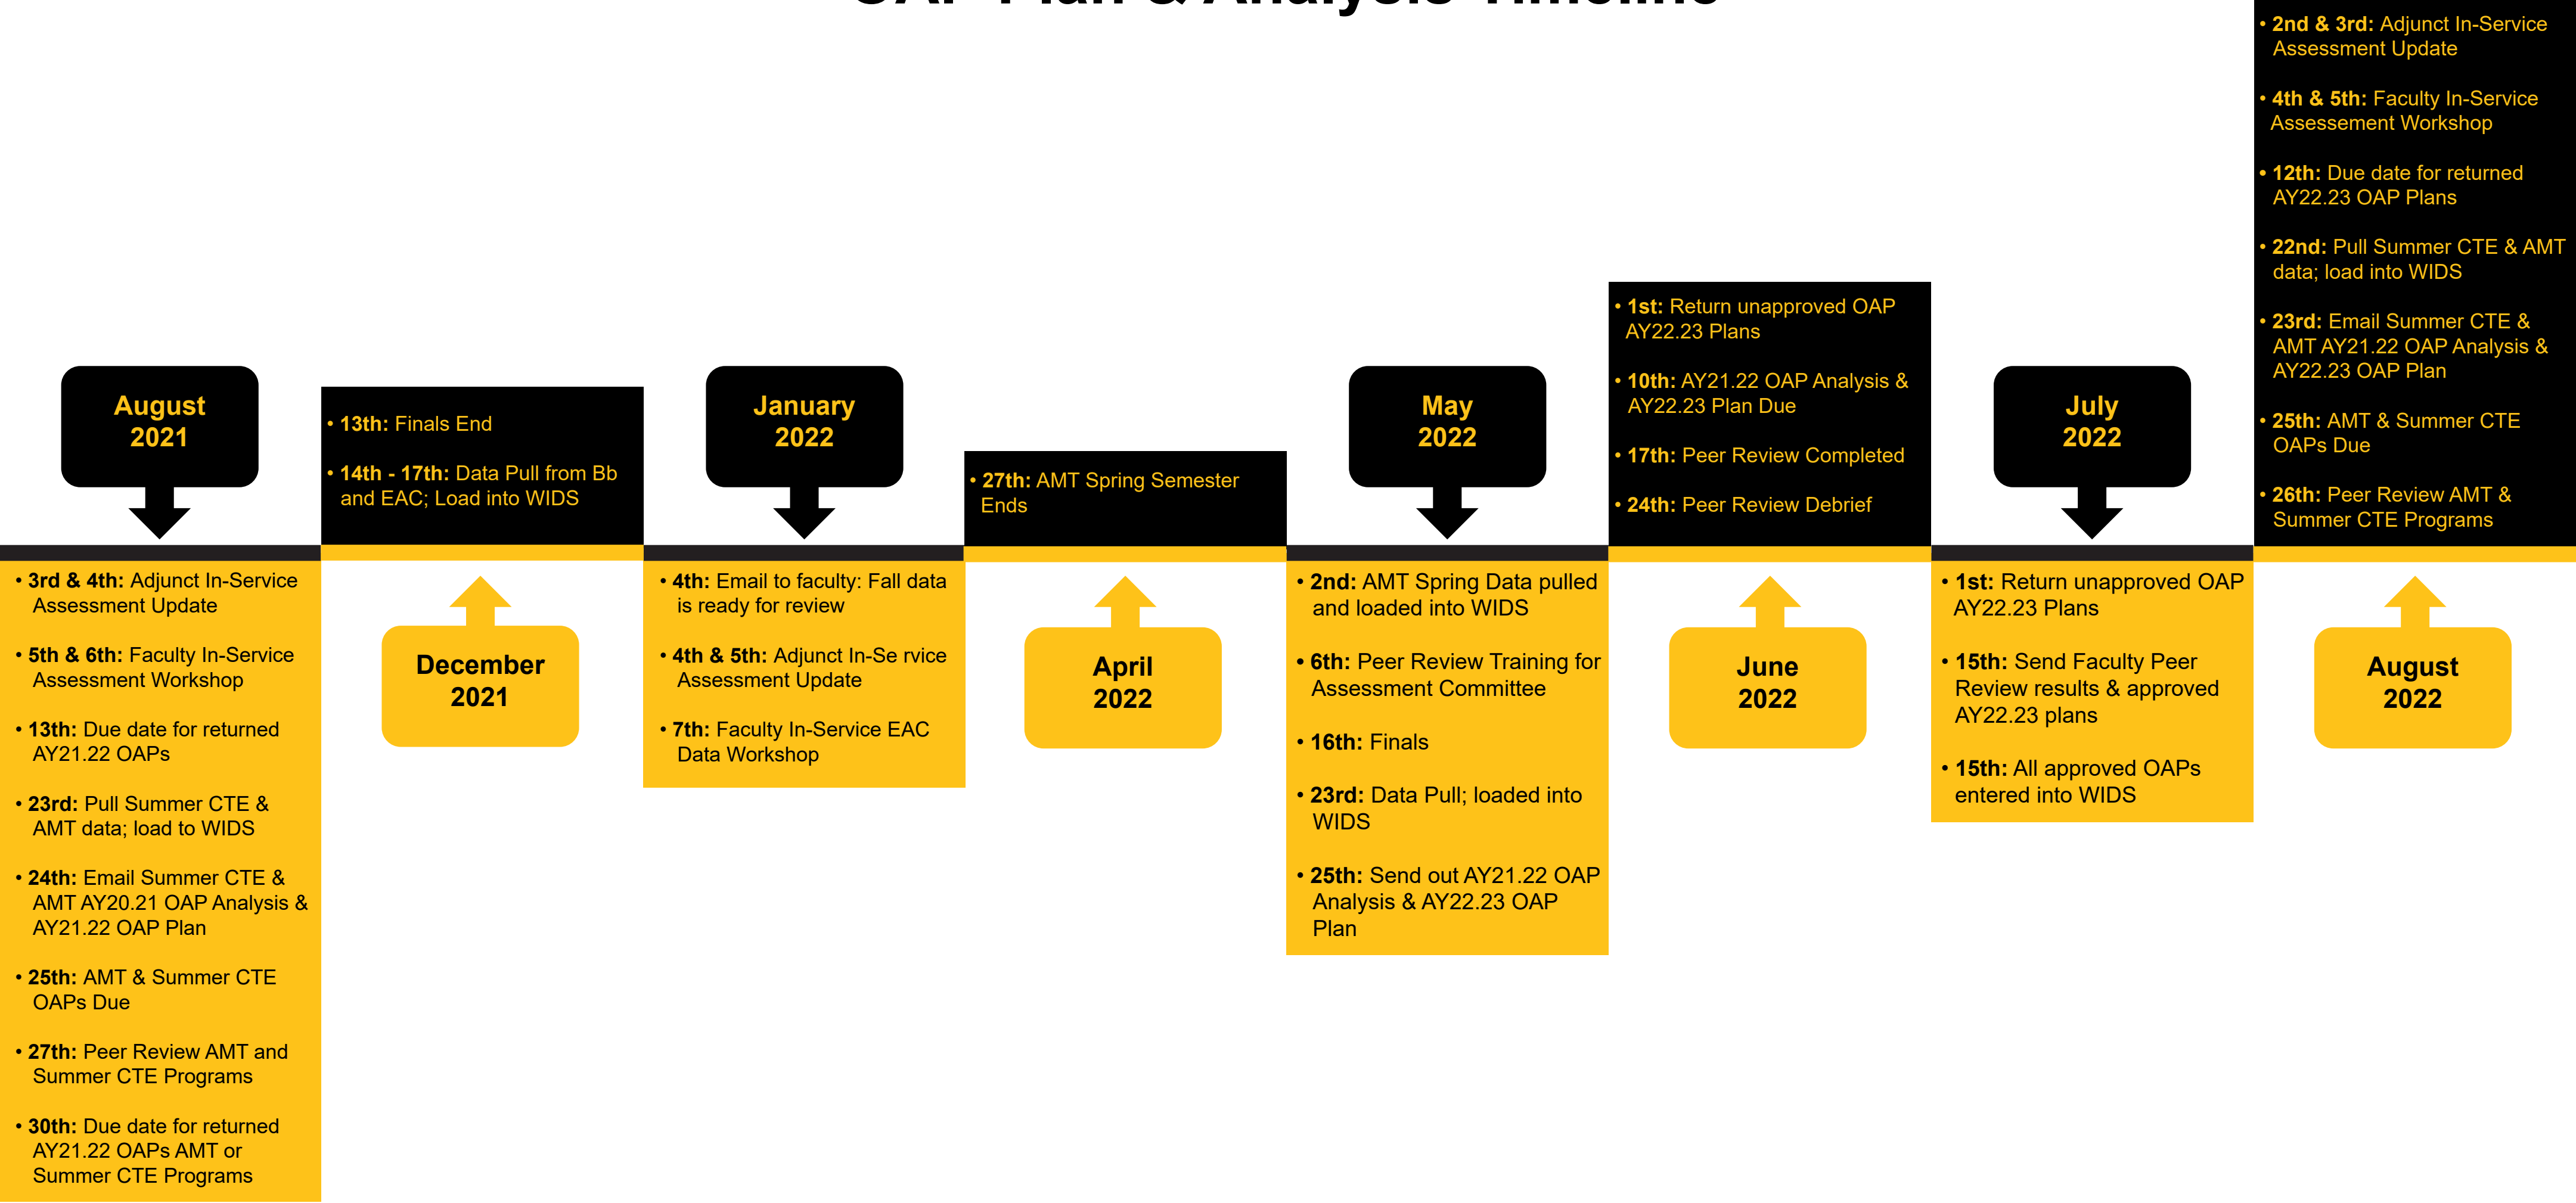 OAP Plan & Analysis Timeline
August
2021
• 3rd & 4th: Adjunct In-Service
Assessment Update
• 5th & 6th: Faculty In-Service
Assessment Workshop
• 13th: Due date for returned
AY21.22 OAPs
• 23rd: Pull Summer CTE &
AMT data; load to WIDS
• 24th: Email Summer CTE &
AMT AY20.21 OAP Analysis &
AY21.22 OAP Plan
• 25th: AMT & Summer CTE
OAPs Due
• 27th: Peer Review AMT and
Summer CTE Programs
• 30th: Due date for returned
AY21.22 OAPs AMT or
Summer CTE Programs
• 13th: Finals End
• 14th - 17th: Data Pull from Bb
and EAC; Load into WIDS
December
2021
January
2022
• 4th: Email to faculty: Fall data
is ready for review
• 4th & 5th: Adjunct In-Se rvice
Assessment Update
• 7th: Faculty In-Service EAC
Data Workshop
• 27th: AMT Spring Semester
Ends
April
2022
May
2022
• 2nd: AMT Spring Data pulled
and loaded into WIDS
• 6th: Peer Review Training for
Assessment Committee
• 16th: Finals
• 23rd: Data Pull; loaded into
WIDS
• 25th: Send out AY21.22 OAP
Analysis & AY22.23 OAP
Plan
• 1st: Return unapproved OAP
AY22.23 Plans
• 10th: AY21.22 OAP Analysis &
AY22.23 Plan Due
• 17th: Peer Review Completed
• 24th: Peer Review Debrief
June
2022
July
2022
• 1st: Return unapproved OAP
AY22.23 Plans
• 15th: Send Faculty Peer
Review results & approved
AY22.23 plans
• 15th: All approved OAPs
entered into WIDS
• 2nd & 3rd: Adjunct In-Service
Assessment Update
• 4th & 5th: Faculty In-Service
Assessement Workshop
• 12th: Due date for returned
AY22.23 OAP Plans
• 22nd: Pull Summer CTE & AMT
data; load into WIDS
• 23rd: Email Summer CTE &
AMT AY21.22 OAP Analysis &
AY22.23 OAP Plan
• 25th: AMT & Summer CTE
OAPs Due
• 26th: Peer Review AMT &
Summer CTE Programs
August
2022